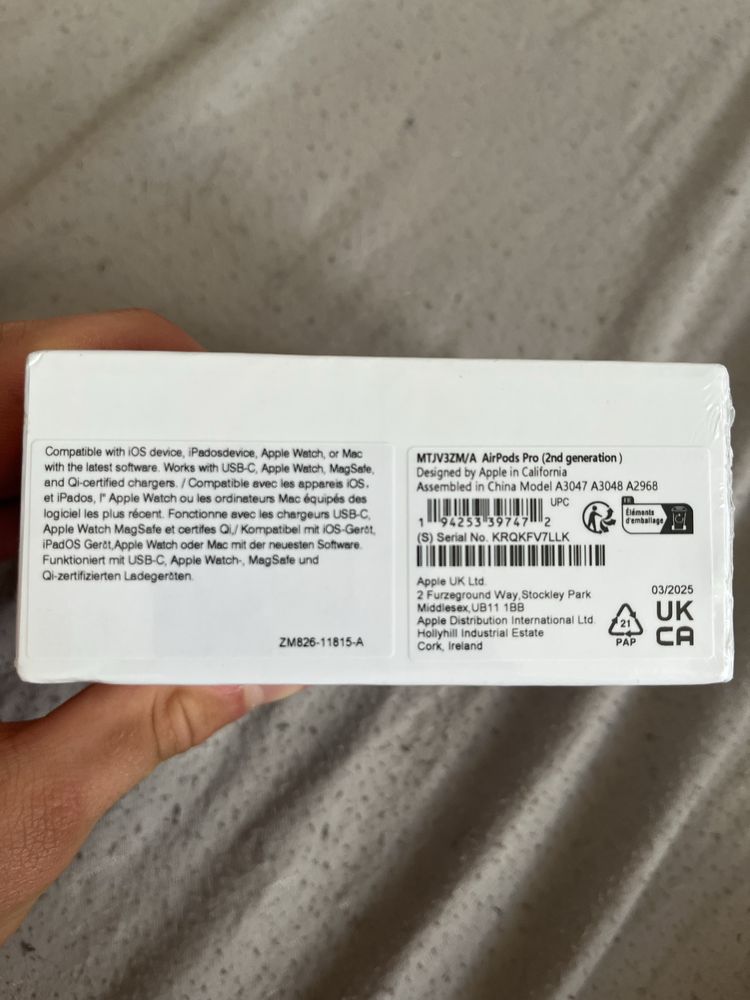 Compatible with iOS device, iPadosdevice, Apple Watch, or Mac
with the latest software. Works with USB-C, Apple Watch, MagSafe,
and Qi-certified chargers. / Compatible avec les appareils iOS.
et iPados, l" Apple Watch ou les ordinateurs Mac équipés des
logiciel les plus récent. Fonctionne avec les chargeurs USB-C,
Apple Watch MagSafe et certifes Qi,/ Kompatibel mit iOS-Gerŏt,
iPadOS Gerŏt,Apple Watch oder Mac mit der neuesten Software.
Funktioniert mit USB-C, Apple Watch-, MagSafe und
Qi-zertifizierten Ladegerŏten.
ZM826-11815-A
MTJV3ZM/A AirPods Pro (2nd generation )
Designed by Apple in California
Assembled in China Model A3047 A3048 A2968
UPC
1 94253 39747 2
(S) Serial No. KRQKFV7LLK
FR
Éléments
d'emballage
Apple UK Ltd.
2 Furzeground Way,Stockley Park
Middlesex,UB11 1BB
Apple Distribution International Ltd.
Hollyhill Industrial Estate
Cork, Ireland
21
PAP
03/2025
UK
CA